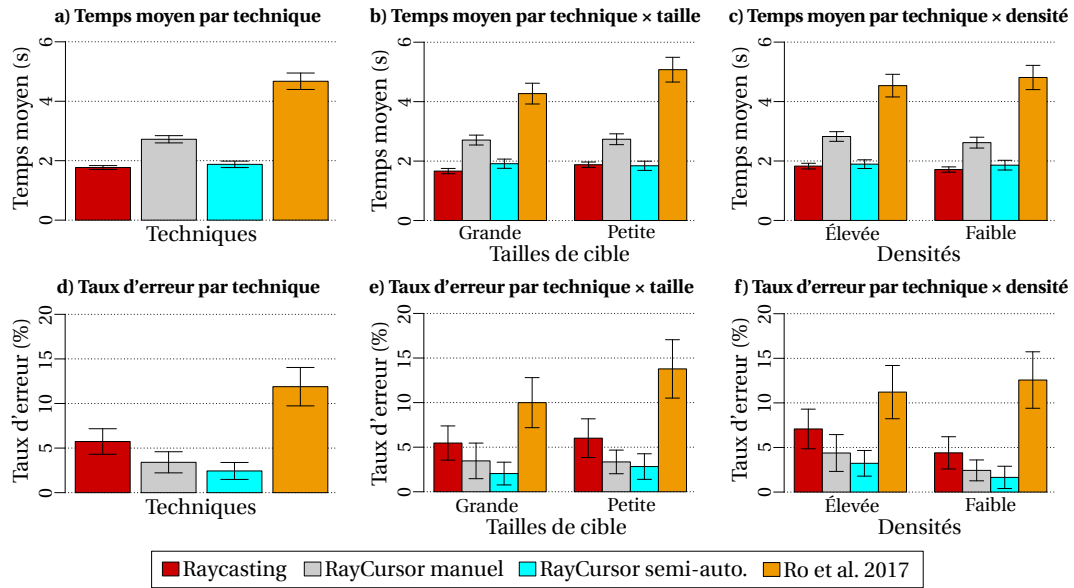 a) Temps moyen par technique
b) Temps moyen par technique × taille
c) Temps moyen par technique × densité
Temps moyen (s)
0
2
4
6
Techniques
Temps moyen (s)
0
2
4
6
Grande
Petite
Tailles de cible
Temps moyen (s)
0
2
4
6
Élevée
Faible
Densités
d) Taux d'erreur par technique
e) Taux d'erreur par technique × taille
f) Taux d'erreur par technique × densité
Taux d'erreur (%)
0
5
10
15
20
Techniques
Taux d'erreur (%)
0
5
10
15
20
Grande
Petite
Tailles de cible
Taux d'erreur (%)
0
5
10
15
20
Élevée
Faible
Densités
Raycasting RayCursor manuel RayCursor semi-auto. Ro et al. 2017